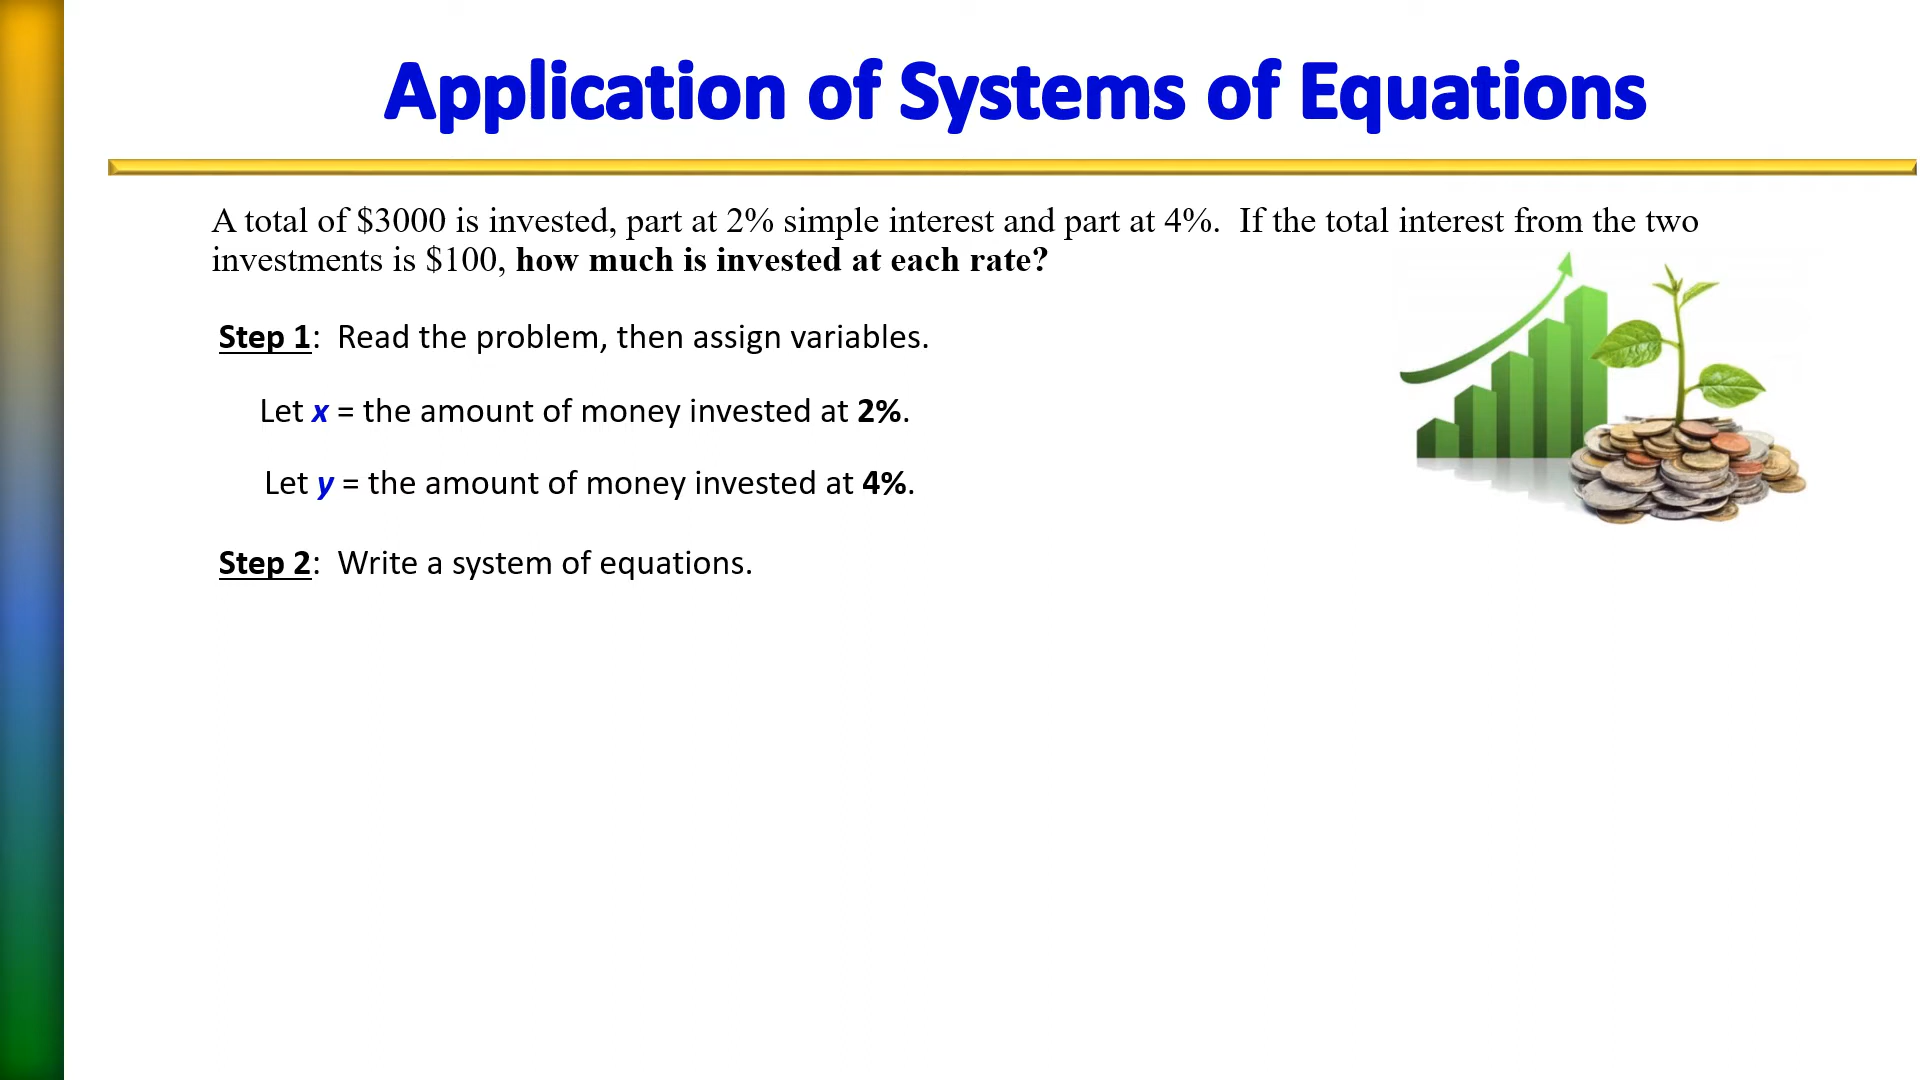 Application of Systems of Equations
A total of $3000 is invested, part at 2% simple interest and part at 4%.  If the total interest from the two
investments is $100, how much is invested at each rate?
Step 1:  Read the problem, then assign variables.
Let x = the amount of money invested at 2%.
Let y = the amount of money invested at 4%.
Step 2:  Write a system of equations.